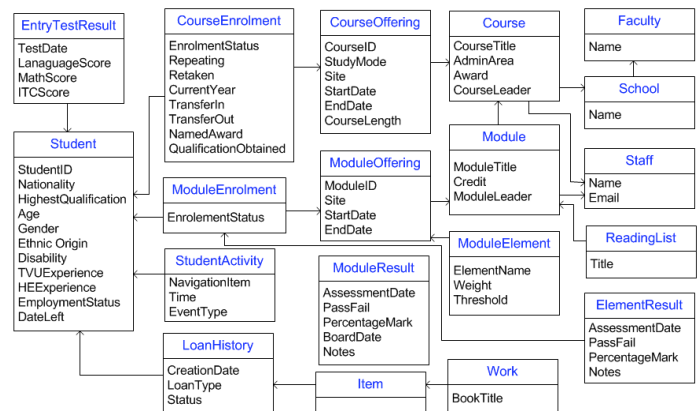 EntryTestResult
TestDate
LanaguageScore
MathScore
ITCScore
CourseEnrolment
EnrolmentStatus
Repeating
Retaken
CurrentYear
TransferIn
TransferOut
NamedAward
QualificationObtained
CourseOffering
CourseID
StudyMode
Site
StartDate
EndDate
CourseLength
Course
CourseTitle
AdminArea
Award
CourseLeader
Faculty
Name
School
Name
Student
StudentID
Nationality
HighestQualification
Age
Gender
Ethnic Origin
Disability
TVUExperience
HEExperience
EmploymentStatus
DateLeft
ModuleEnrolment
EnrolementStatus
ModuleOffering
ModuleID
Site
StartDate
EndDate
Module
ModuleTitle
Credit
ModuleLeader
Staff
Name
Email
StudentActivity
NavigationItem
Time
EventType
ModuleResult
AssessmentDate
PassFail
PercentageMark
BoardDate
Notes
ModuleElement
ElementName
Weight
Threshold
ReadingList
Title
ElementResult
AssessmentDate
PassFail
PercentageMark
Notes
LoanHistory
CreationDate
LoanType
Status
Item
Work
BookTitle